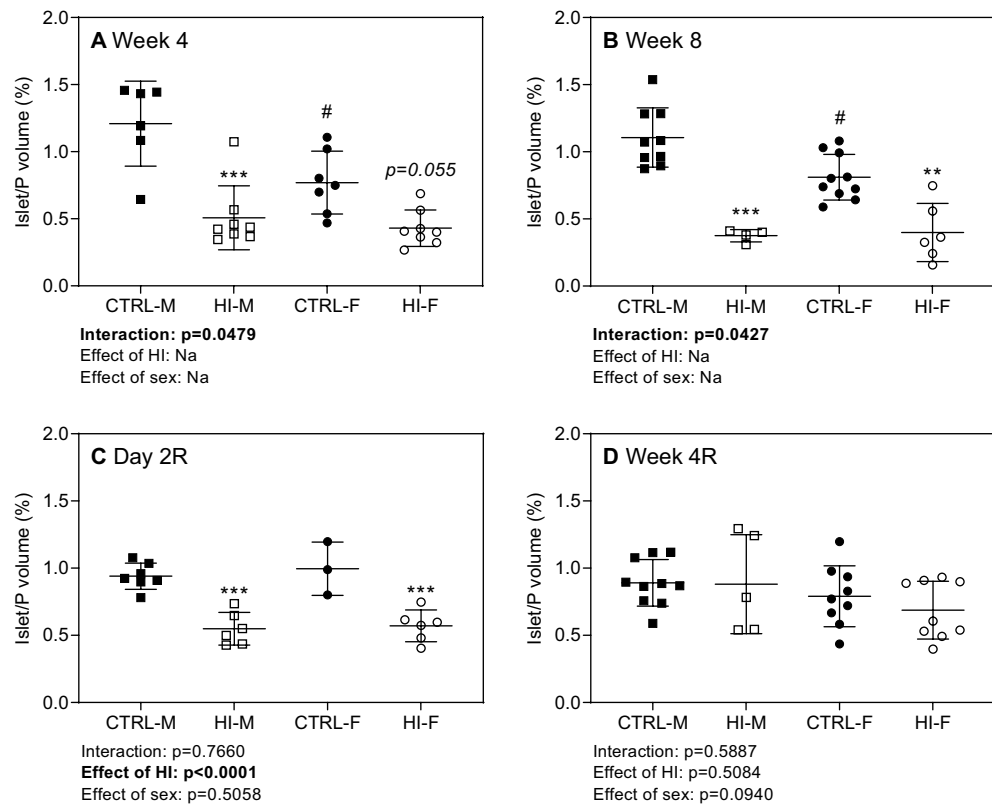 A Week 4
Islet/P volume (%)
2.0
1.5
1.0
0.5
0.0
***
#
p=0.055
CTRL-M HI-M CTRL-F HI-F
Interaction: p=0.0479
Effect of HI: Na
Effect of sex: Na
B Week 8
Islet/P volume (%)
2.0
1.5
1.0
0.5
0.0
***
#
**
CTRL-M HI-M CTRL-F HI-F
Interaction: p=0.0427
Effect of HI: Na
Effect of sex: Na
C Day 2R
Islet/P volume (%)
2.0
1.5
1.0
0.5
0.0
***
***
CTRL-M HI-M CTRL-F HI-F
Interaction: p=0.7660
Effect of HI: p<0.0001
Effect of sex: p=0.5058
D Week 4R
Islet/P volume (%)
2.0
1.5
1.0
0.5
0.0
CTRL-M HI-M CTRL-F HI-F
Interaction: p=0.5887
Effect of HI: p=0.5084
Effect of sex: p=0.0940